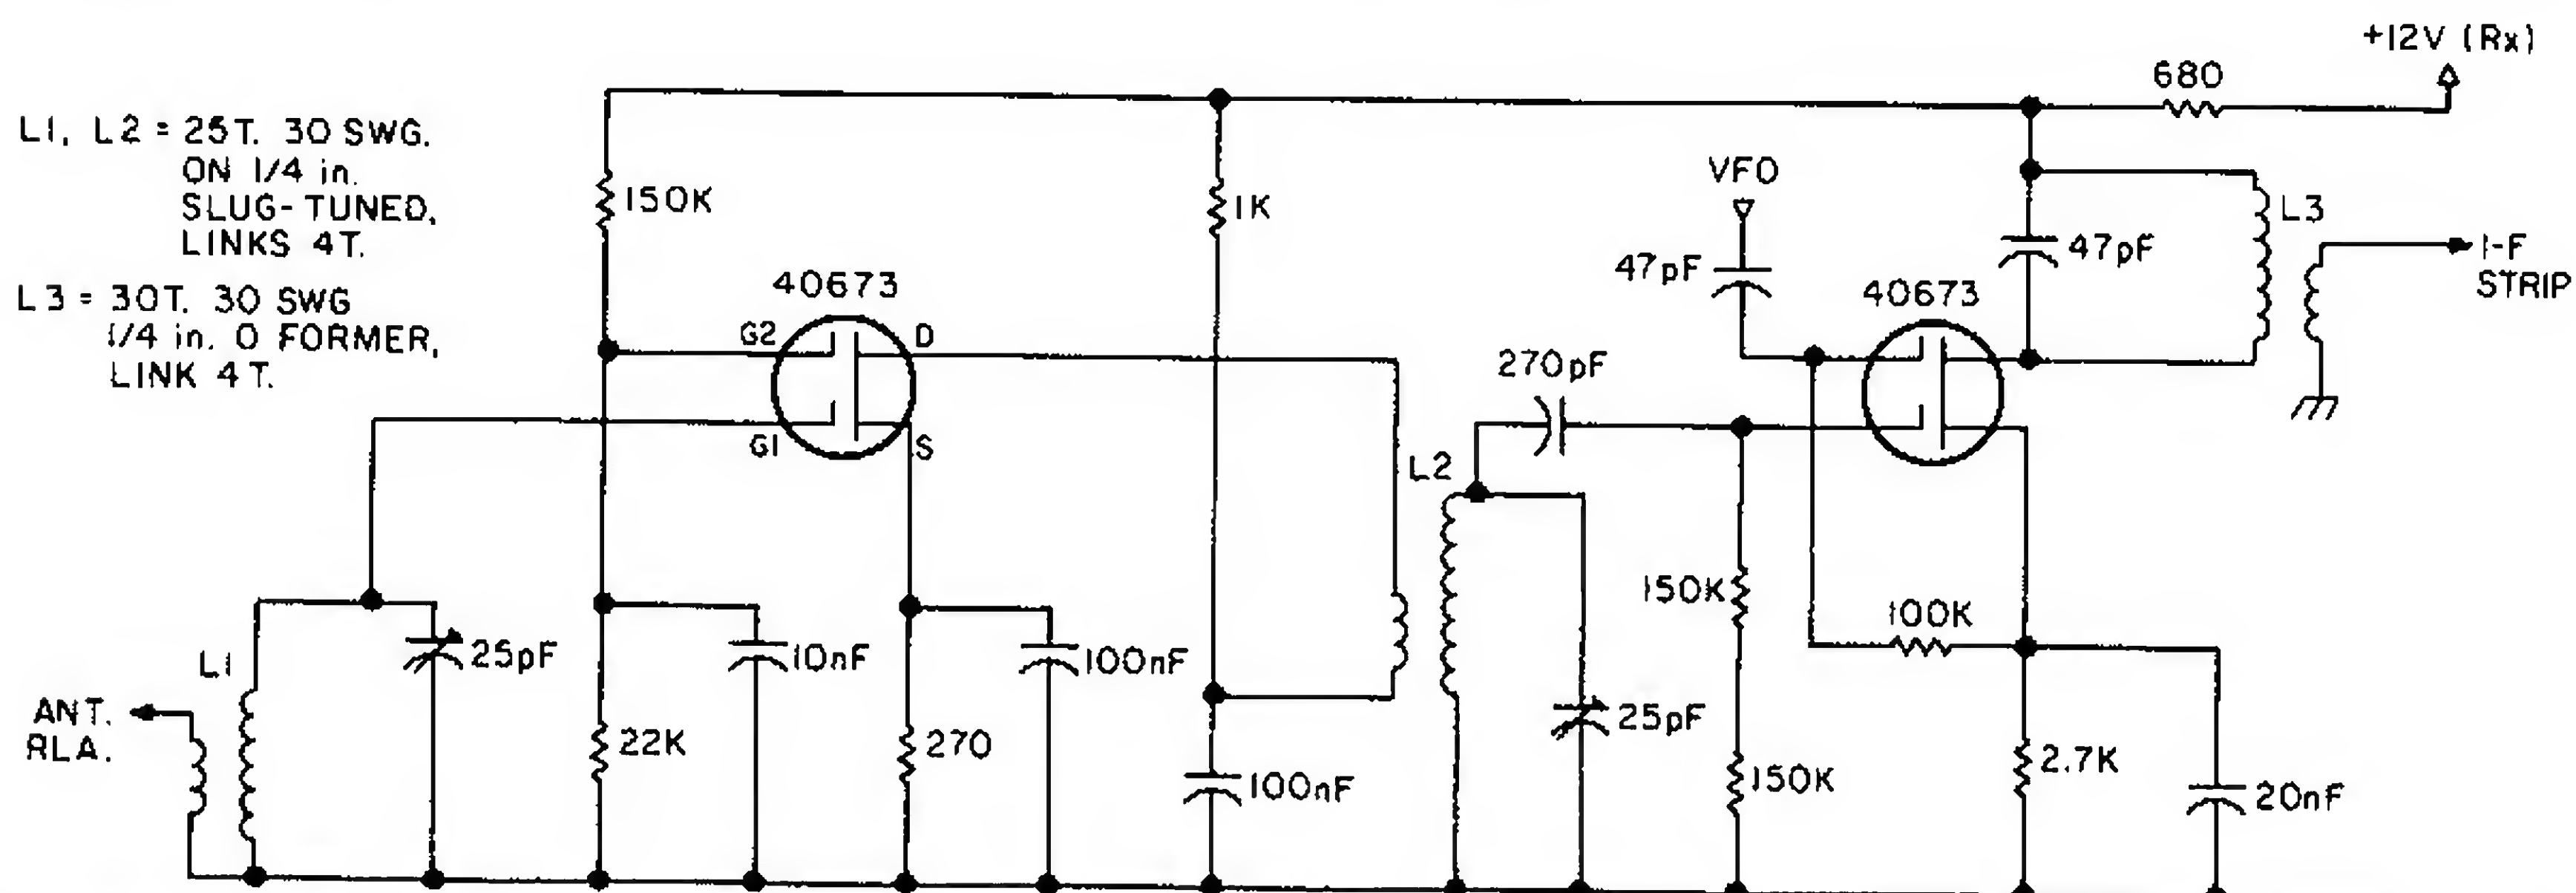 L1, L2 = 25T. 30 SWG.
ON 1/4 in.
SLUG-TUNED,
LINKS 4T.
L3 = 30T. 30 SWG
1/4 in. O FORMER,
LINK 4T.
+12V (Rx)
680
150K
1K
VFO
47pF
47pF
L3
I-F
STRIP
40673
G2
D
G1
S
40673
270pF
L2
150K
100K
L1
25pF
10nF
100nF
25pF
ANT.
RLA.
22K
270
100nF
150K
2.7K
20nF